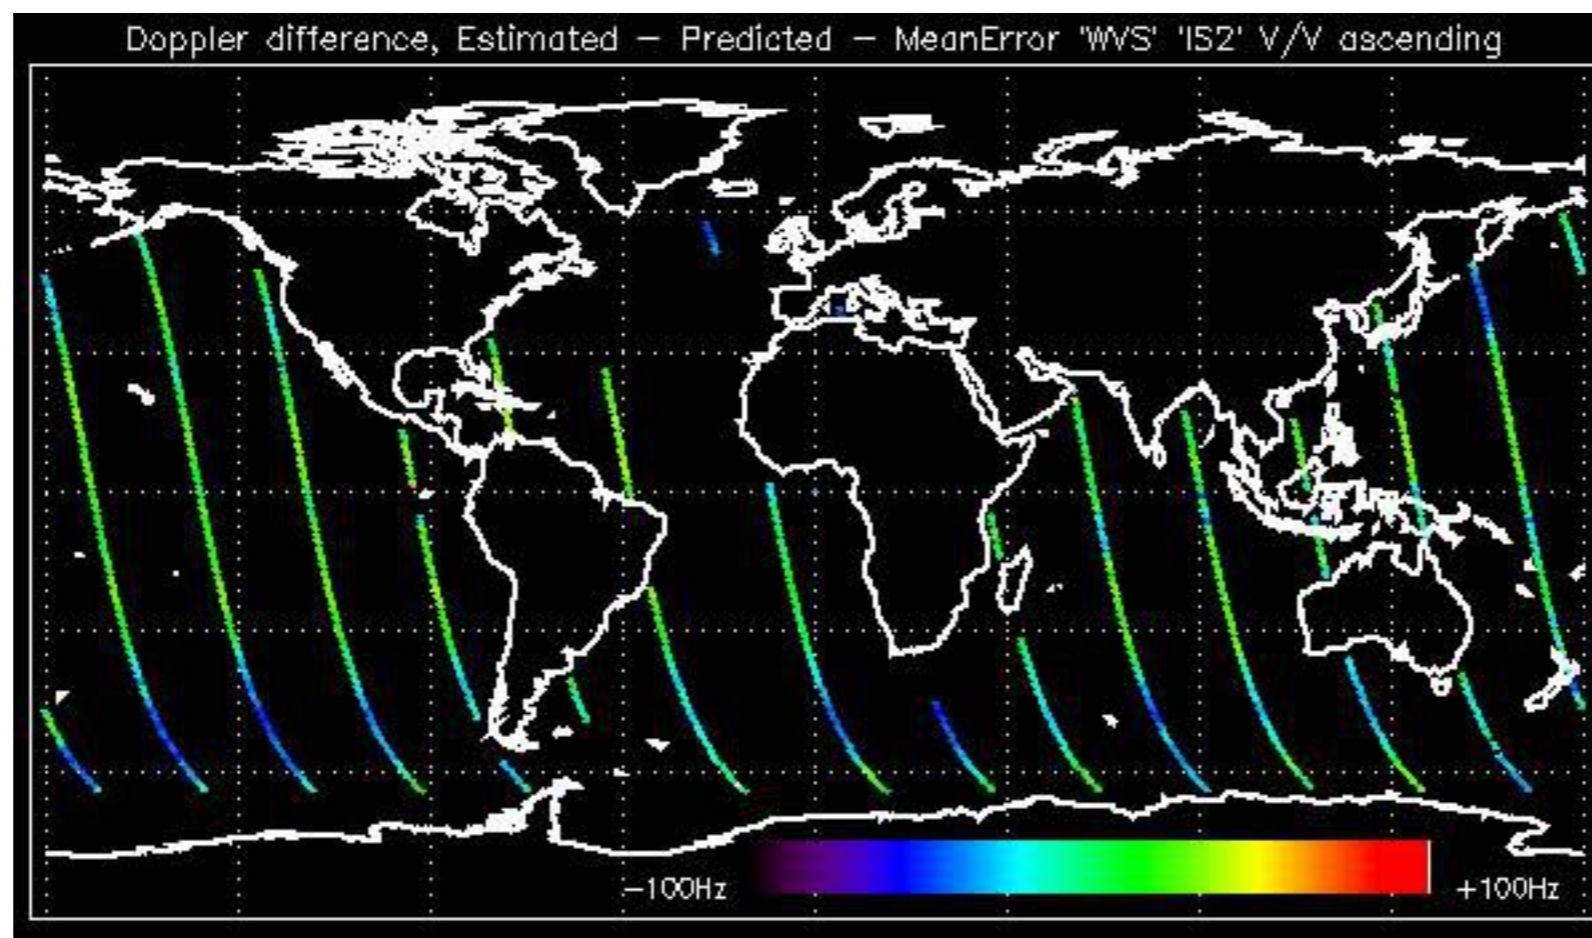 Doppler difference, Estimated – Predicted – MeanError 'WVS' 'IS2' V/V ascending
−100Hz
+100Hz